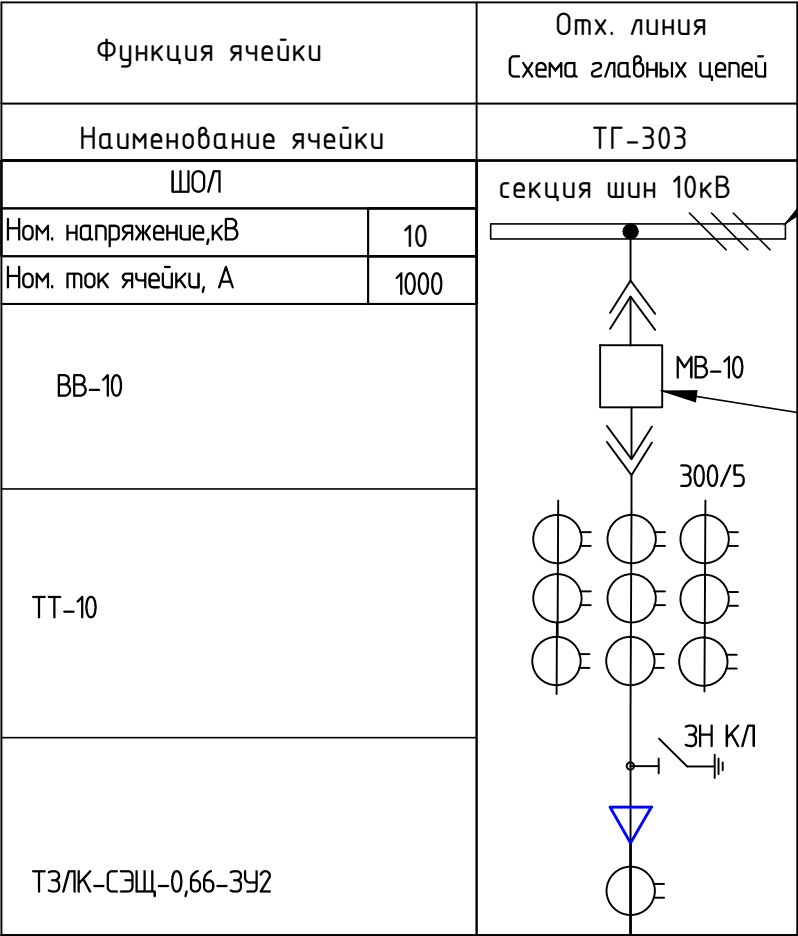 Функция ячейки
Отх. линия
Схема главных цепей
Наименование ячейки
ТГ-303
ШОЛ
секция шин 10кВ
Ном. напряжение,кВ
10
Ном. ток ячейки, А
1000
ВВ-10
МВ-10
300/5
ТТ-10
ЗН КЛ
ТЗЛК-СЭЩ-0,66-3У2